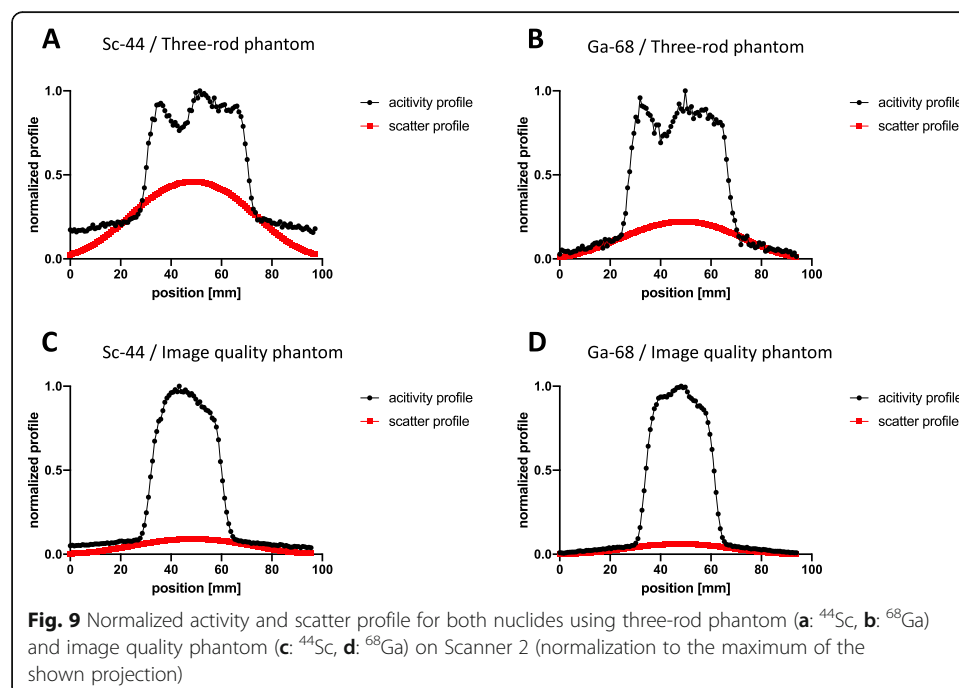 A
Sc-44 / Three-rod phantom
normalized profile
1.0
0.5
0.0
0
20
40
60
80
100
position [mm]
acitivity profile
scatter profile
B
Ga-68 / Three-rod phantom
normalized profile
1.0
0.5
0.0
0
20
40
60
80
100
position [mm]
acitivity profile
scatter profile
C
Sc-44 / Image quality phantom
normalized profile
1.0
0.5
0.0
0
20
40
60
80
100
position [mm]
acitivity profile
scatter profile
D
Ga-68 / Image quality phantom
normalized profile
1.0
0.5
0.0
0
20
40
60
80
100
position [mm]
acitivity profile
scatter profile
Fig. 9 Normalized activity and scatter profile for both nuclides using three-rod phantom (a: ⁴⁴Sc, b: ⁶⁸Ga)
and image quality phantom (c: ⁴⁴Sc, d: ⁶⁸Ga) on Scanner 2 (normalization to the maximum of the
shown projection)